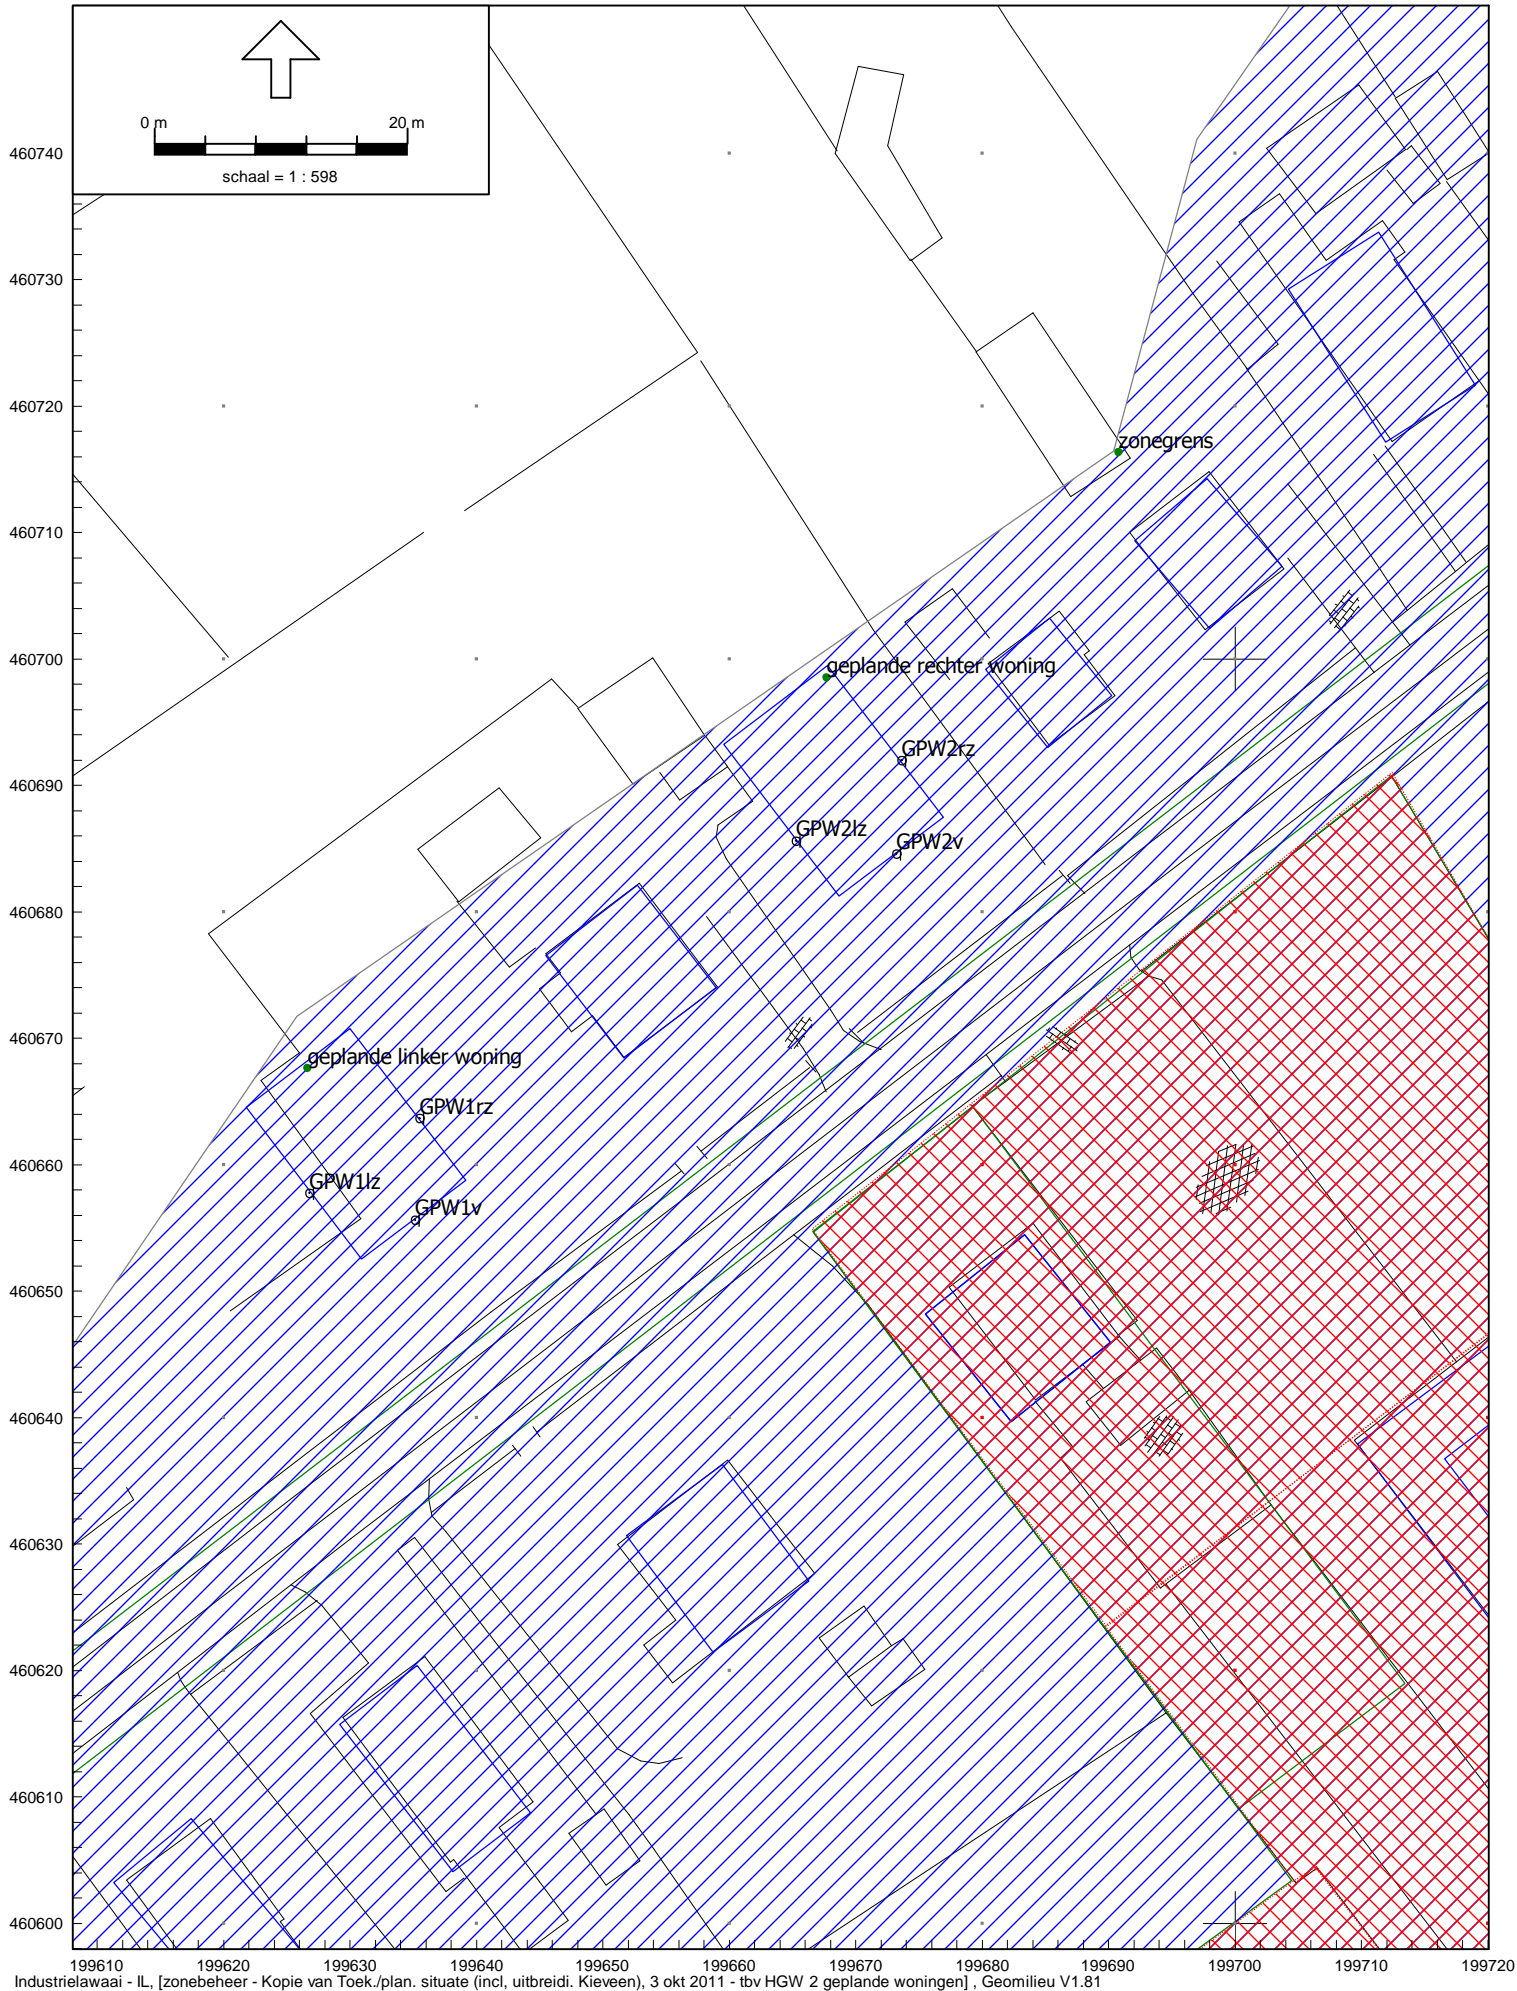 0 m 20 m
schaal = 1 : 598
460740
460730
460720
zonegrens
460710
460700
geplande rechter woning
GPW2rz
460690
GPW2lz
GPW2v
460680
460670
geplande linker woning
GPW1rz
460660
GPW1lz
GPW1v
460650
460640
460630
460620
460610
460600
199610 199620 199630 199640 199650 199660 199670 199680 199690 199700 199710 199720
Industrielawaai - IL, [zonebeheer - Kopie van Toek./plan. situate (incl, uitbreidi. Kieveen), 3 okt 2011 - tbv HGW 2 geplande woningen] , Geomilieu V1.81